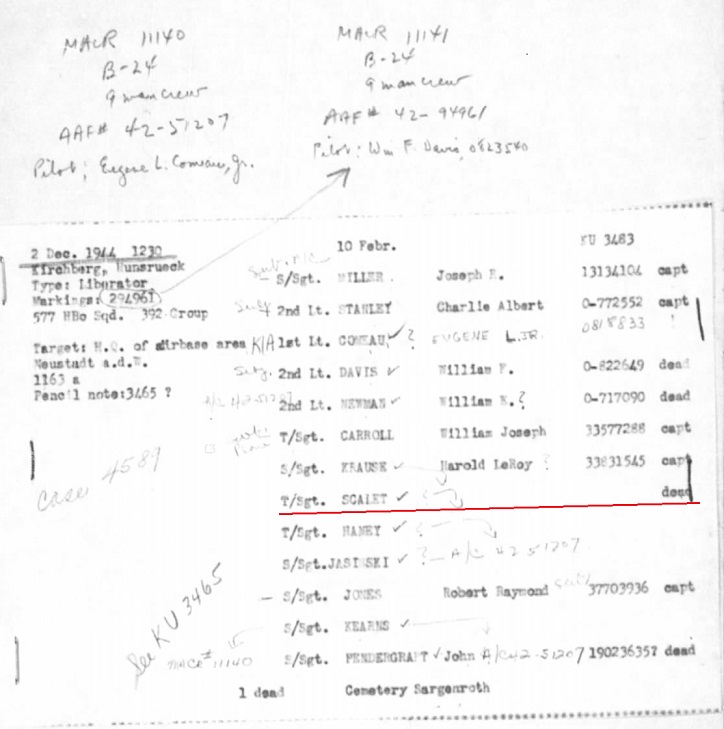 MACR 11140
B-24
9 man crew
AAF# 42-51207
Pilot; Eugene L. Comeau, Jr.
MACR 11141
B-24
9 man crew
AAF# 42-94961
Pilot: Wm F. Davis, 0823540
2 Dec. 1944 1230
Kirchberg, Hunsrueck
Type: Liberator
Markings: 294961
577 HBo Sqd. 392 Group
Target: H.Q. of airbase area
Neustadt a.d.W.
1163 a
Pencil note:3465 ?
Case 4589
See KU 3465
MACR# 11140
10 Febr. KU 3483
S/Sgt. MILLER Joseph R. 13134104 capt
2nd Lt. STANLEY Charlie Albert 0-772552 capt
KIA 1st Lt. COMEAU ✓ ? EUGENE L. JR. 0818833 !
2nd Lt. DAVIS ✓ William F. 0-822649 dead
2nd Lt. NEWMAN ✓ William E. ? 0-717090 dead
T/Sgt. CARROLL William Joseph 33577288 capt
S/Sgt. KRAUSE ✓ Harold LeRoy ? 33831545 capt
T/Sgt. SCALET ✓ dead
T/Sgt. HANEY ✓
S/Sgt. JASINSKI ✓ ? — A/C 42 51207
— S/Sgt. JONES Robert Raymond 37703936 capt
S/Sgt. KEARNS ✓
S/Sgt. PENDERGRAFT ✓ John A/C 42-51207 190236357 dead
1 dead Cemetery Sargenroth